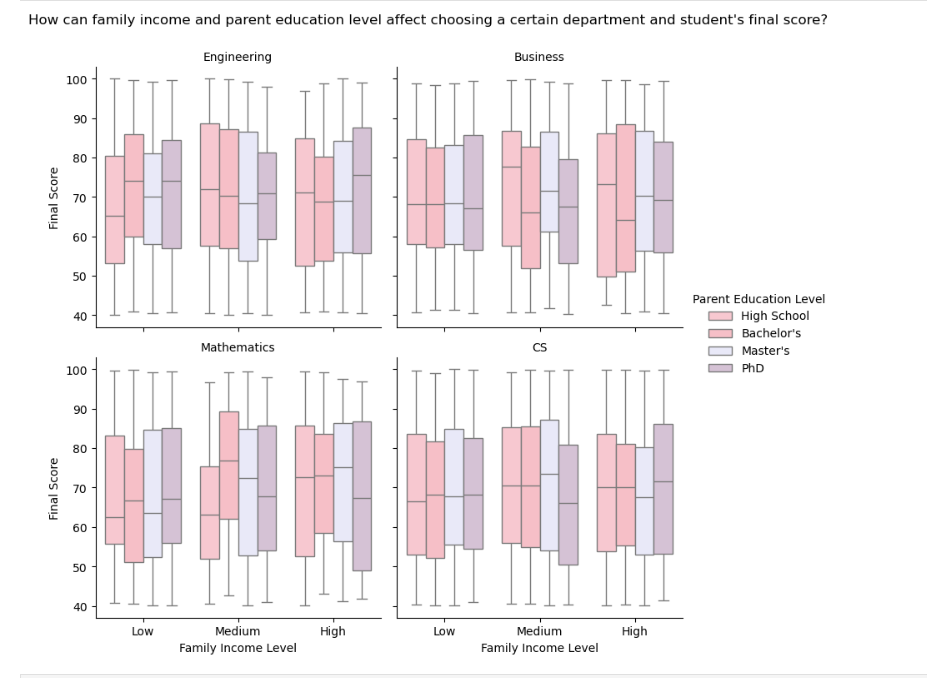 How can family income and parent education level affect choosing a certain department and student's final score?
Engineering
Business
100
90
80
70
60
50
40
Final Score
Parent Education Level
High School
Bachelor's
Master's
PhD
Mathematics
CS
100
90
80
70
60
50
40
Final Score
Low
Medium
High
Low
Medium
High
Family Income Level
Family Income Level